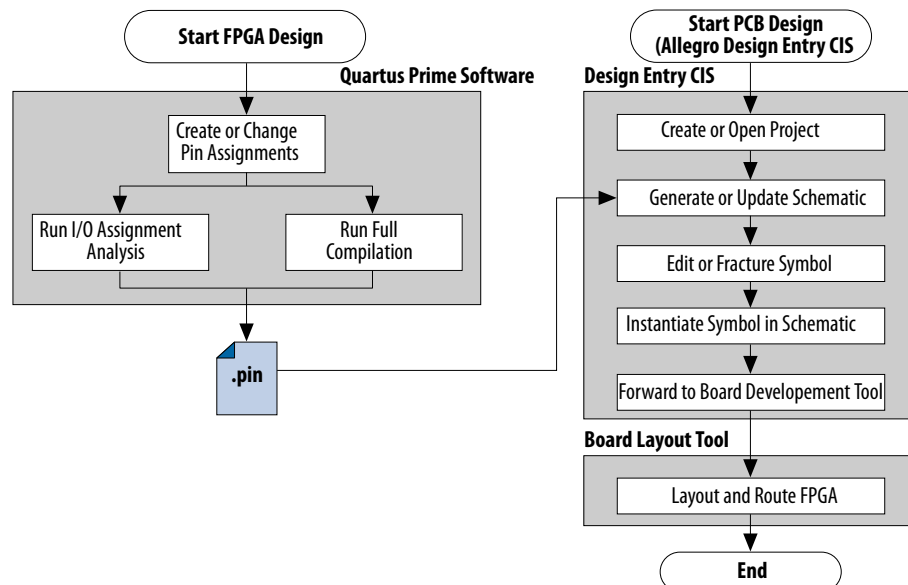 Start FPGA Design
Quartus Prime Software
Create or Change
Pin Assignments
Run I/O Assignment
Analysis
Run Full
Compilation
.pin
Start PCB Design
(Allegro Design Entry CIS
Design Entry CIS
Create or Open Project
Generate or Update Schematic
Edit or Fracture Symbol
Instantiate Symbol in Schematic
Forward to Board Developement Tool
Board Layout Tool
Layout and Route FPGA
End